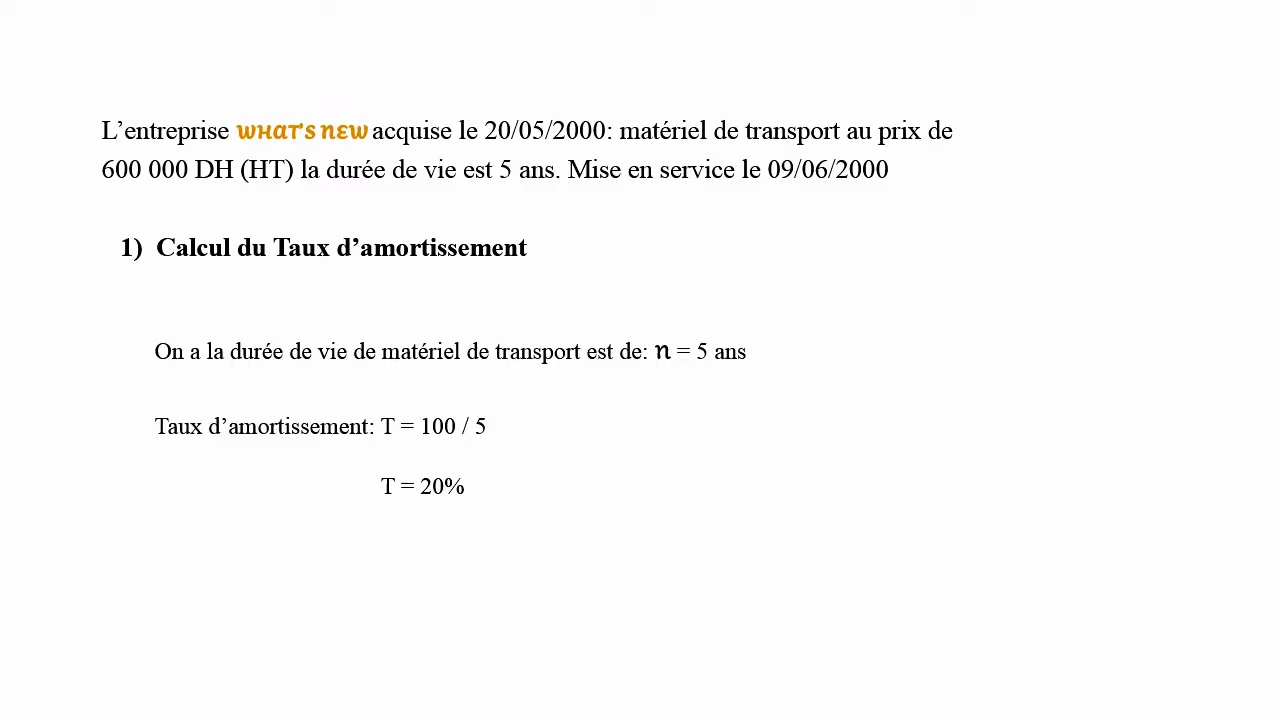 L’entreprise WHAT'S NEW acquise le 20/05/2000: matériel de transport au prix de
600 000 DH (HT) la durée de vie est 5 ans. Mise en service le 09/06/2000
1) Calcul du Taux d’amortissement
On a la durée de vie de matériel de transport est de: n = 5 ans
Taux d’amortissement: T = 100 / 5
T = 20%